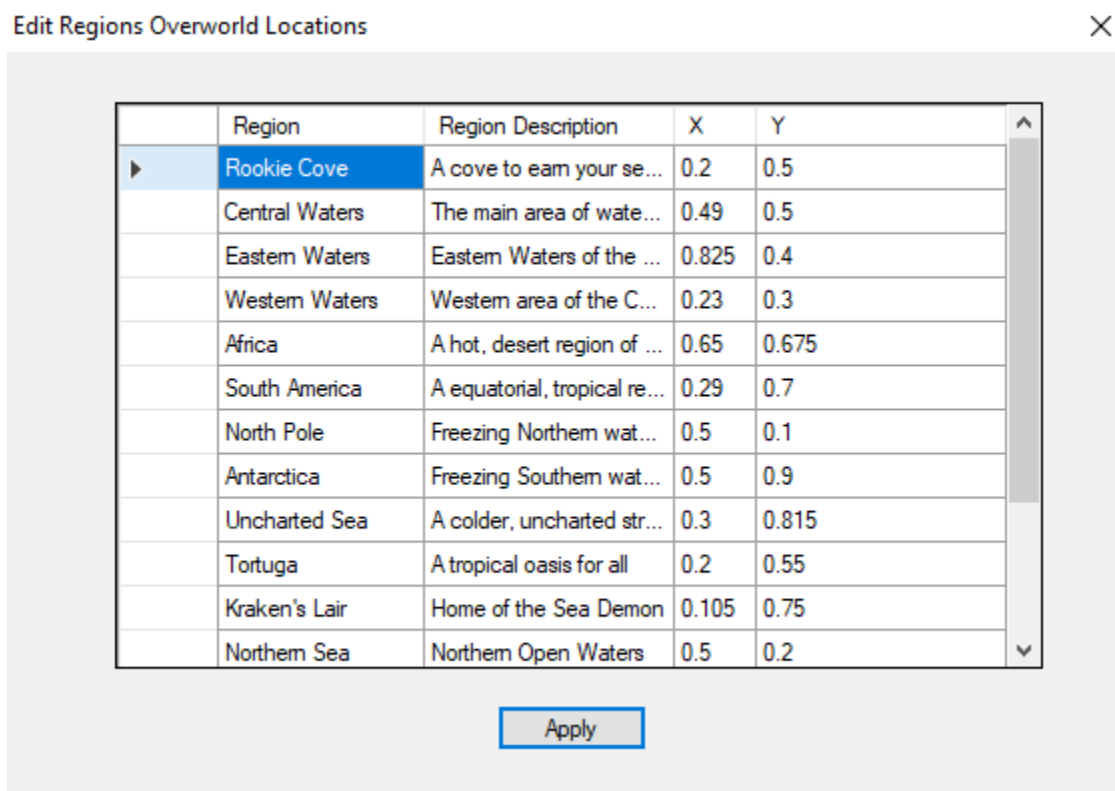 Edit Regions Overworld Locations
Region Region Description X Y
Rookie Cove A cove to earn your se... 0.2 0.5
Central Waters The main area of wate... 0.49 0.5
Eastern Waters Eastern Waters of the ... 0.825 0.4
Western Waters Western area of the C... 0.23 0.3
Africa A hot, desert region of ... 0.65 0.675
South America A equatorial, tropical re... 0.29 0.7
North Pole Freezing Northern wat... 0.5 0.1
Antarctica Freezing Southern wat... 0.5 0.9
Uncharted Sea A colder, uncharted str... 0.3 0.815
Tortuga A tropical oasis for all 0.2 0.55
Kraken's Lair Home of the Sea Demon 0.105 0.75
Northern Sea Northern Open Waters 0.5 0.2
Apply